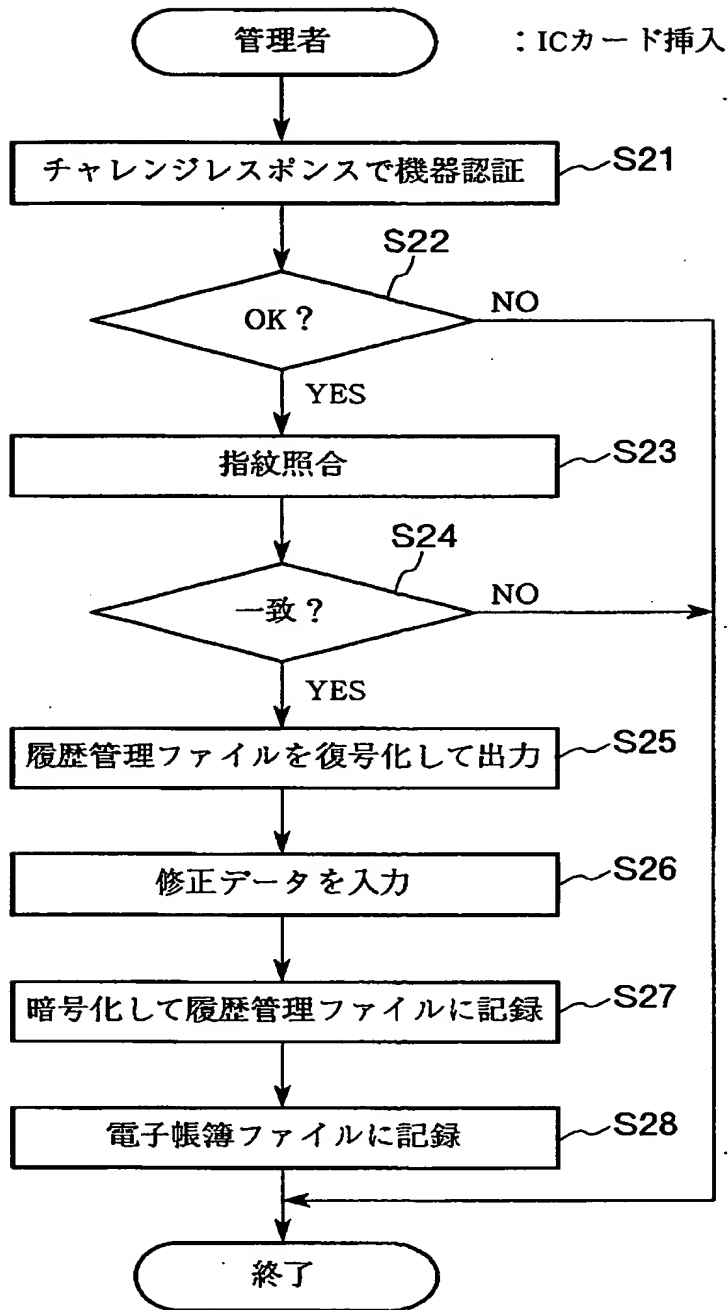 管理者
：ICカード挿入
チャレンジレスポンスで機器認証
S21
S22
OK？
NO
YES
指紋照合
S23
S24
一致？
NO
YES
履歴管理ファイルを復号化して出力
S25
修正データを入力
S26
暗号化して履歴管理ファイルに記録
S27
電子帳簿ファイルに記録
S28
終了